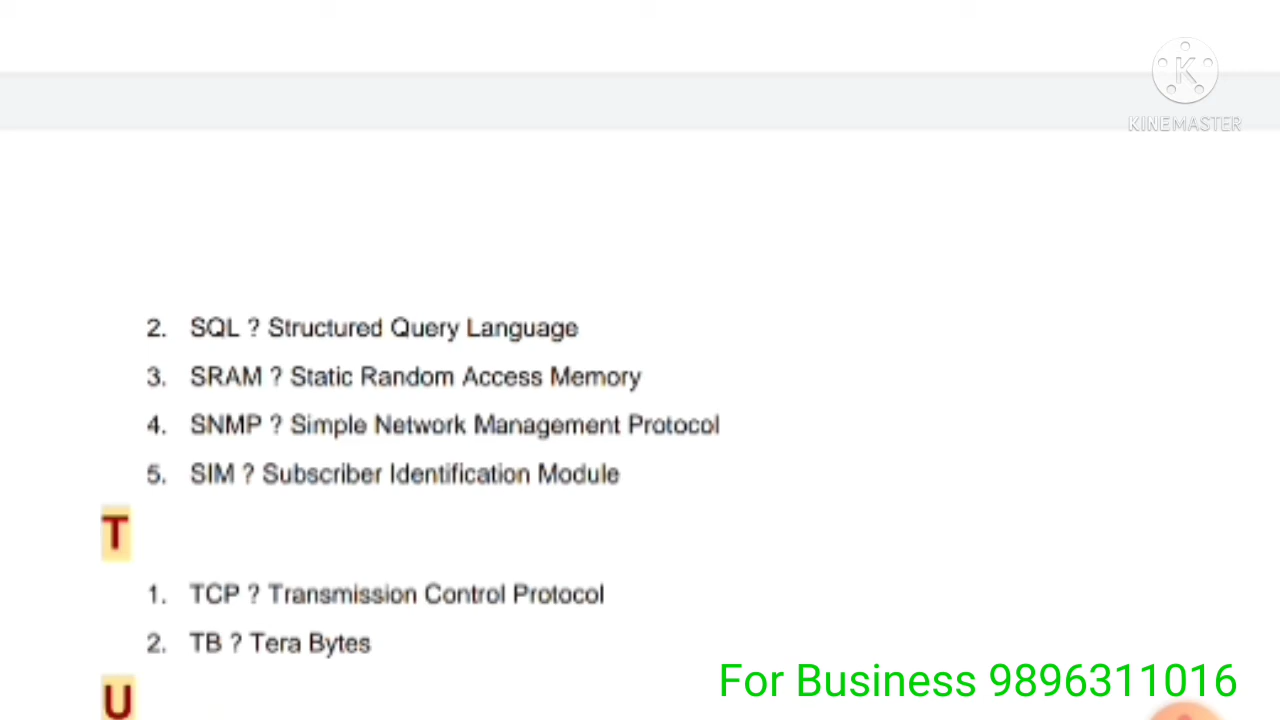 KINEMASTER
2. SQL ? Structured Query Language
3. SRAM ? Static Random Access Memory
4. SNMP ? Simple Network Management Protocol
5. SIM ? Subscriber Identification Module
T
1. TCP ? Transmission Control Protocol
2. TB ? Tera Bytes
For Business 9896311016
U